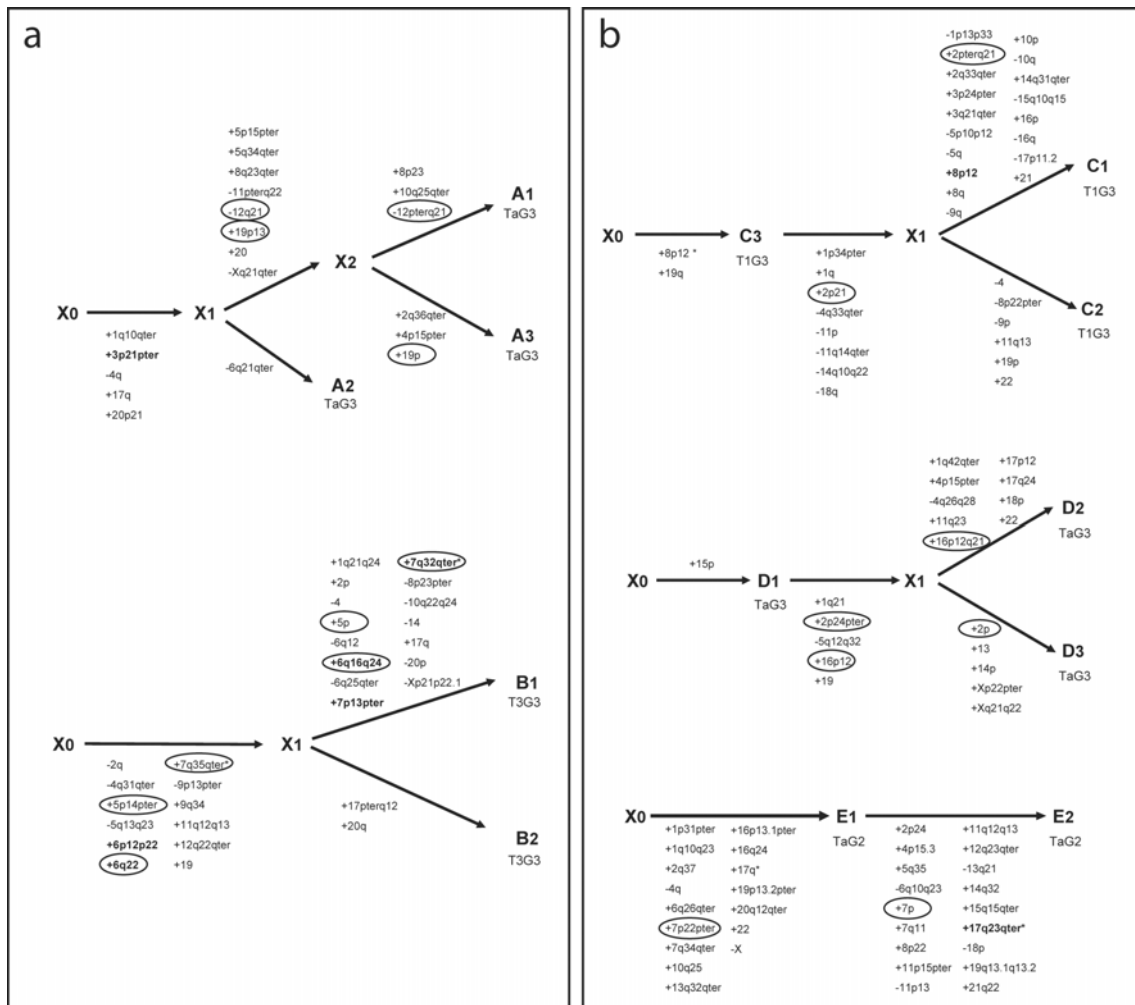 a
+5p15pter
+5q34qter
+8q23qter
-11pterq22
-12q21
+19p13
+20
-Xq21qter
+8p23
+10q25qter
-12pterq21
A1
TaG3
X2
X0
X1
+1q10qter
+3p21pter
-4q
+17q
+20p21
+2q36qter
+4p15pter
+19p
A3
TaG3
-6q21qter
A2
TaG3
+1q21q24
+2p
-4
+5p
-6q12
+6q16q24
-6q25qter
+7p13pter
+7q32qter*
-8p23pter
-10q22q24
-14
+17q
-20p
-Xp21p22.1
B1
T3G3
X0
X1
-2q
-4q31qter
+5p14pter
-5q13q23
+6p12p22
+6q22
+7q35qter*
-9p13pter
+9q34
+11q12q13
+12q22qter
+19
+17pterq12
+20q
B2
T3G3
b
-1p13p33
+2pterq21
+2q33qter
+3p24pter
+3q21qter
-5p10p12
-5q
+8p12
+8q
-9q
+10p
-10q
+14q31qter
-15q10q15
+16p
-16q
-17p11.2
+21
C1
T1G3
X0
+8p12 *
+19q
C3
T1G3
X1
+1p34pter
+1q
+2p21
-4q33qter
-11p
-11q14qter
-14q10q22
-18q
-4
-8p22pter
-9p
+11q13
+19p
+22
C2
T1G3
+1q42qter
+4p15pter
-4q26q28
+11q23
+16p12q21
+17p12
+17q24
+18p
+22
D2
TaG3
X0
+15p
D1
TaG3
X1
+1q21
+2p24pter
-5q12q32
+16p12
+19
+2p
+13
+14p
+Xp22pter
+Xq21q22
D3
TaG3
X0
E1
TaG2
E2
TaG2
+1p31pter
+1q10q23
+2q37
-4q
+6q26qter
+7p22pter
+7q34qter
+10q25
+13q32qter
+16p13.1pter
+16q24
+17q*
+19p13.2pter
+20q12qter
+22
-X
+2p24
+4p15.3
+5q35
-6q10q23
+7p
+7q11
+8p22
+11p15pter
-11p13
+11q12q13
+12q23qter
-13q21
+14q32
+15q15qter
+17q23qter*
-18p
+19q13.1q13.2
+21q22